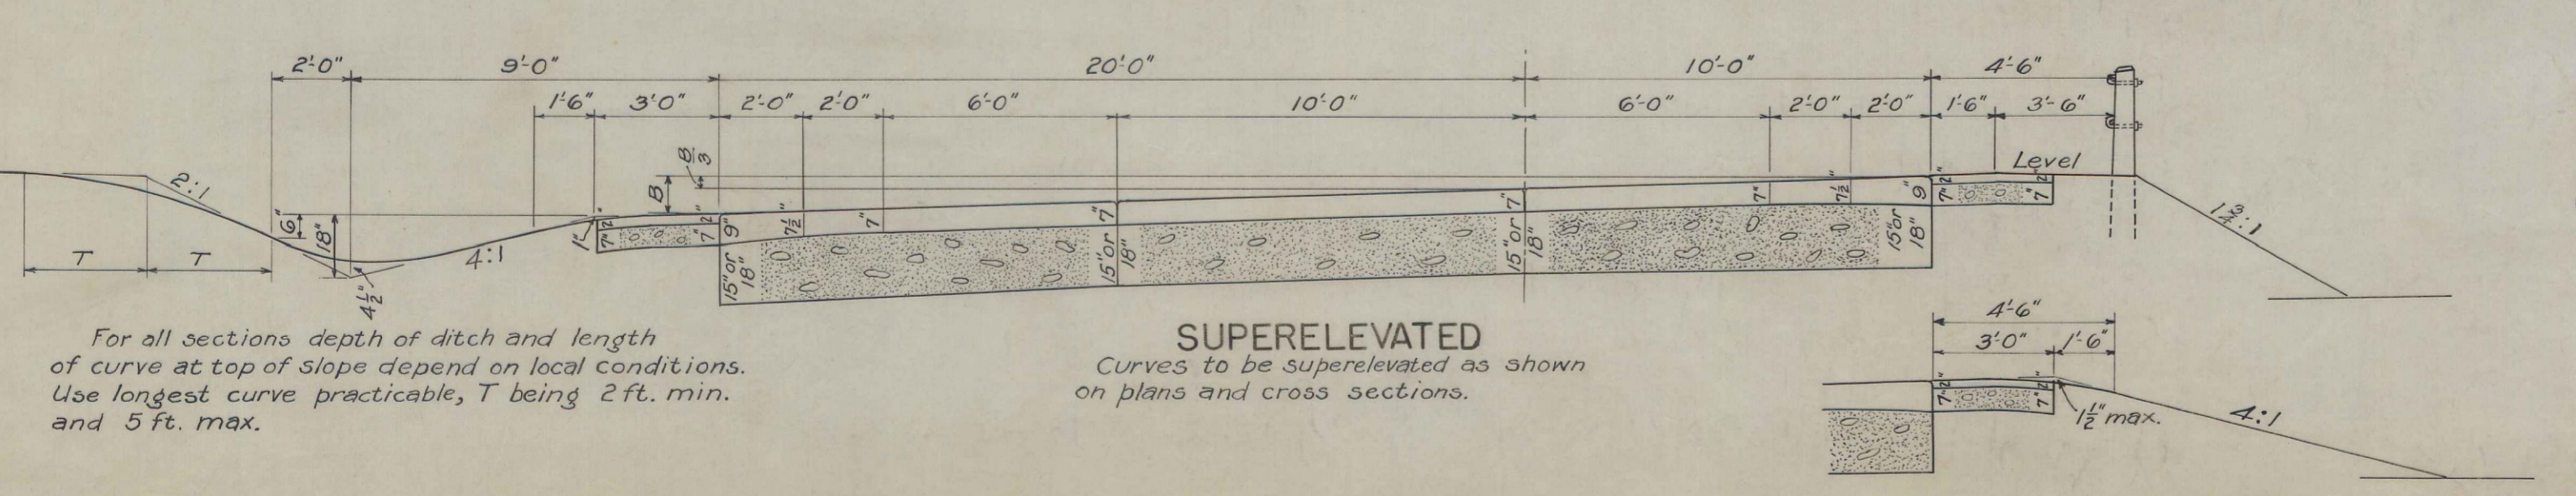 2'-0" 9'-0" 20'-0" 10'-0" 4'-6"
1'-6" 3'-0" 2'-0" 2'-0" 6'-0" 10'-0" 6'-0" 2'-0" 2'-0" 1'-6" 3'-6"
B/3
B
Level
2:1
6"
18"
T T
4½"
4:1
1"
7" 2" 7" 2"
9" 7½" 7" 7" 7" 7" 7½" 9"
7" 2" 7" 2"
15" or 18" 15" or 18" 15" or 18" 15" or 18"
1¾:1
For all sections depth of ditch and length
of curve at top of slope depend on local conditions.
Use longest curve practicable, T being 2 ft. min.
and 5 ft. max.
SUPERELEVATED
Curves to be superelevated as shown
on plans and cross sections.
4'-6"
3'-0" 1'-6"
7" 2" 7" 2"
1½" max.
4:1